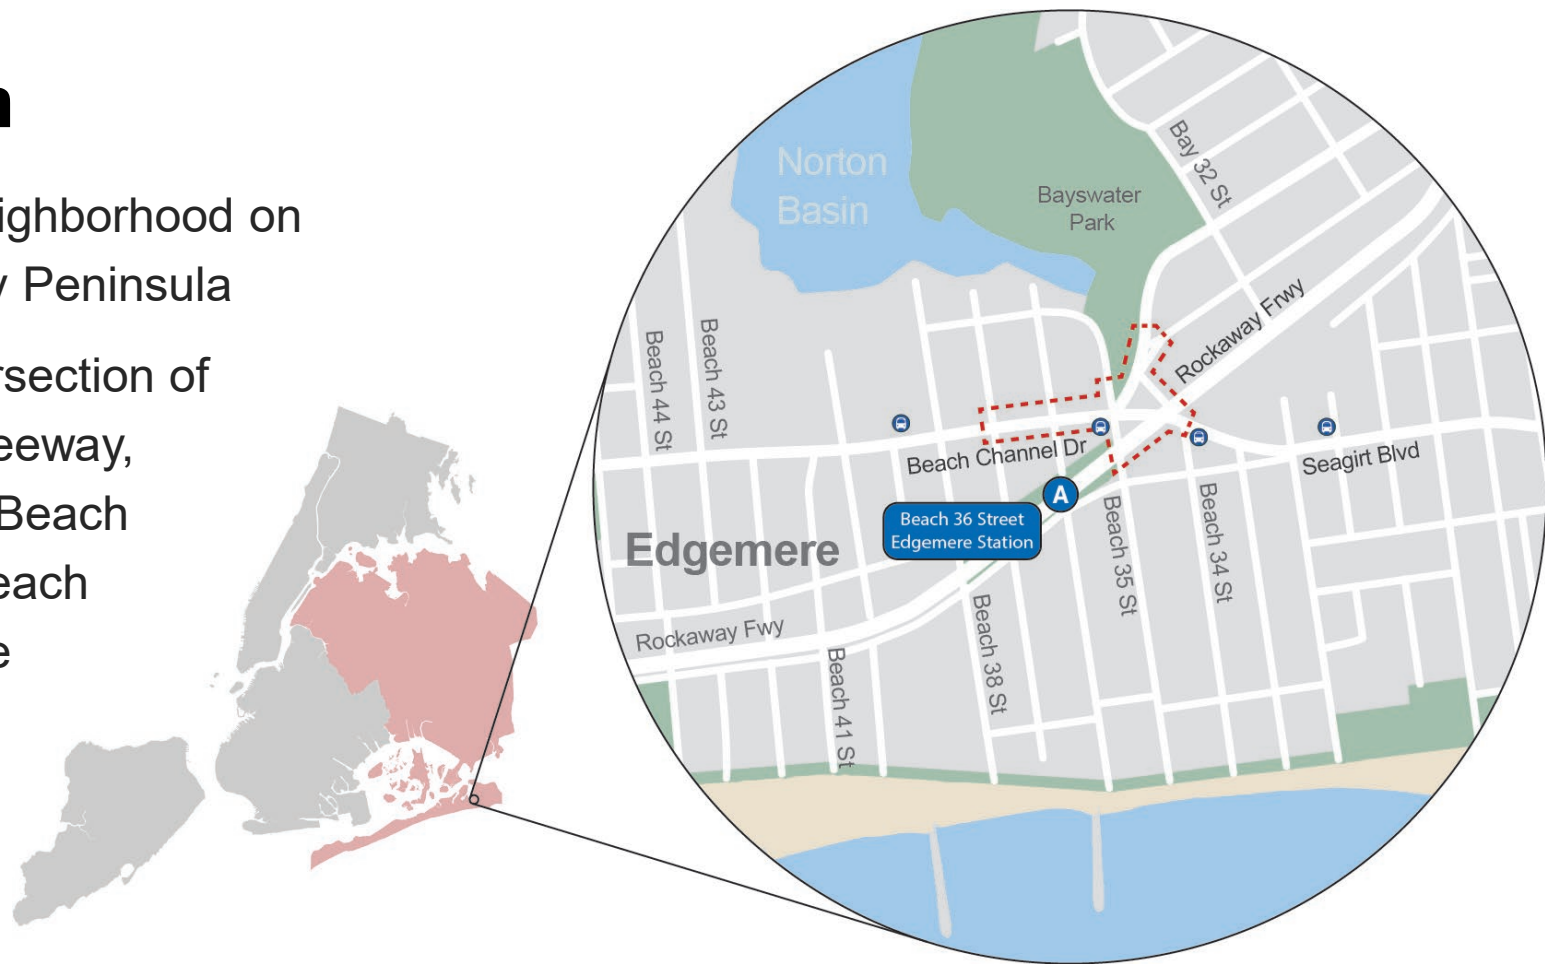 n
ighborhood on
y Peninsula
rsection of
eeway,
Beach
each
e
Norton
Basin
Bayswater
Park
Bay 32 St
Rockaway Frwy
Beach 44 St
Beach 43 St
Beach Channel Dr
Seagirt Blvd
A
Beach 36 Street
Edgemere Station
Edgemere
Beach 35 St
Beach 34 St
Rockaway Fwy
Beach 38 St
Beach 41 St